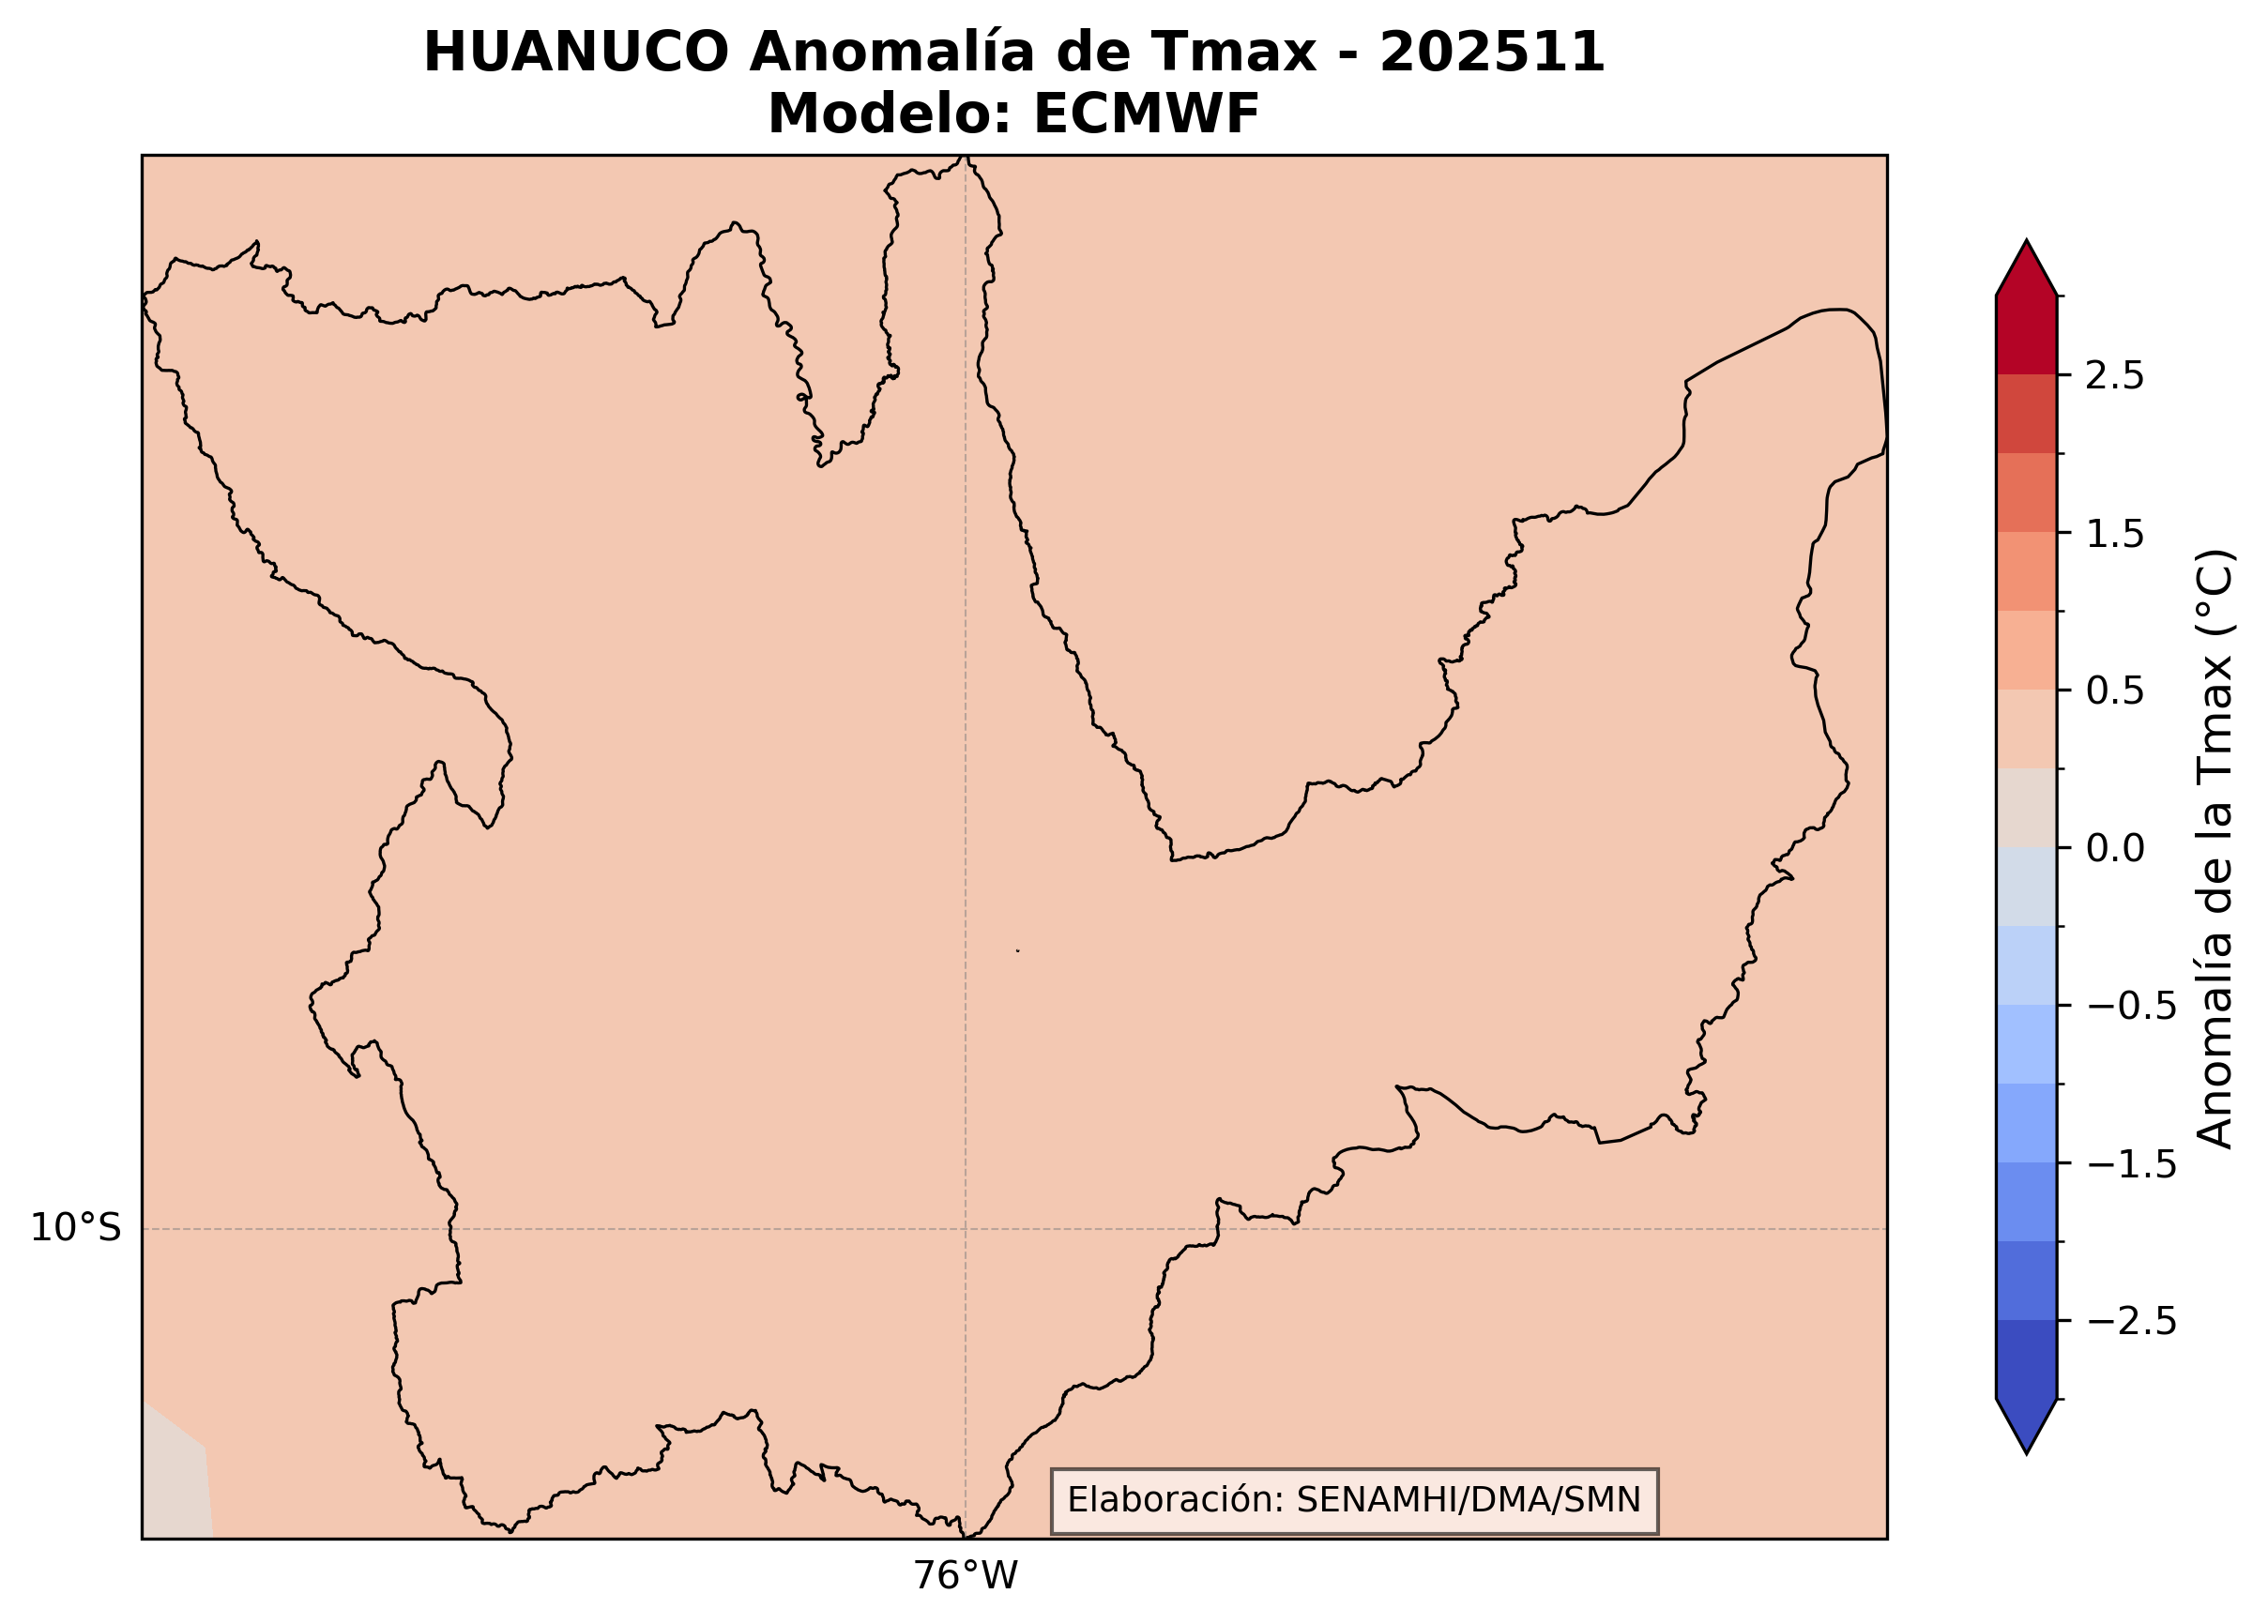 HUANUCO Anomalía de Tmax - 202511
Modelo: ECMWF
2.5
1.5
0.5
0.0
−0.5
−1.5
−2.5
Anomalía de la Tmax (°C)
10°S
76°W
Elaboración: SENAMHI/DMA/SMN